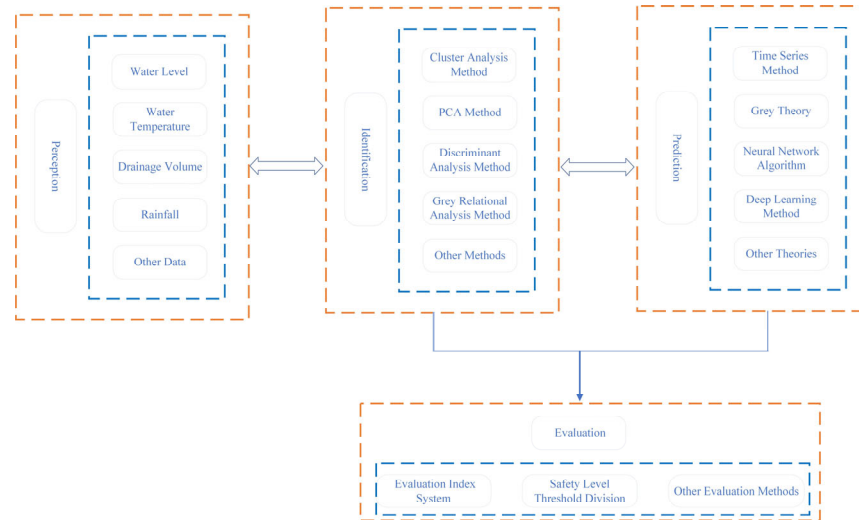 Perception
Water Level
Water
Temperature
Drainage Volume
Rainfall
Other Data
Identification
Cluster Analysis
Method
PCA Method
Discriminant
Analysis Method
Grey Relational
Analysis Method
Other Methods
Prediction
Time Series
Method
Grey Theory
Neural Network
Algorithm
Deep Learning
Method
Other Theories
Evaluation
Evaluation Index
System
Safety Level
Threshold Division
Other Evaluation Methods